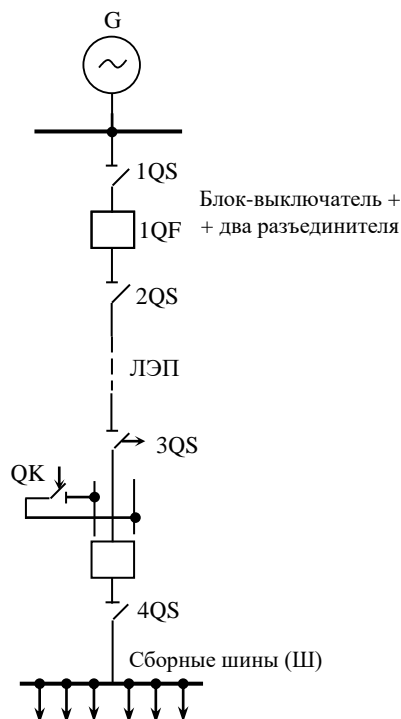 G
1QS
Блок-выключатель +
1QF
+ два разъединителя
2QS
ЛЭП
3QS
QK
4QS
Сборные шины (Ш)